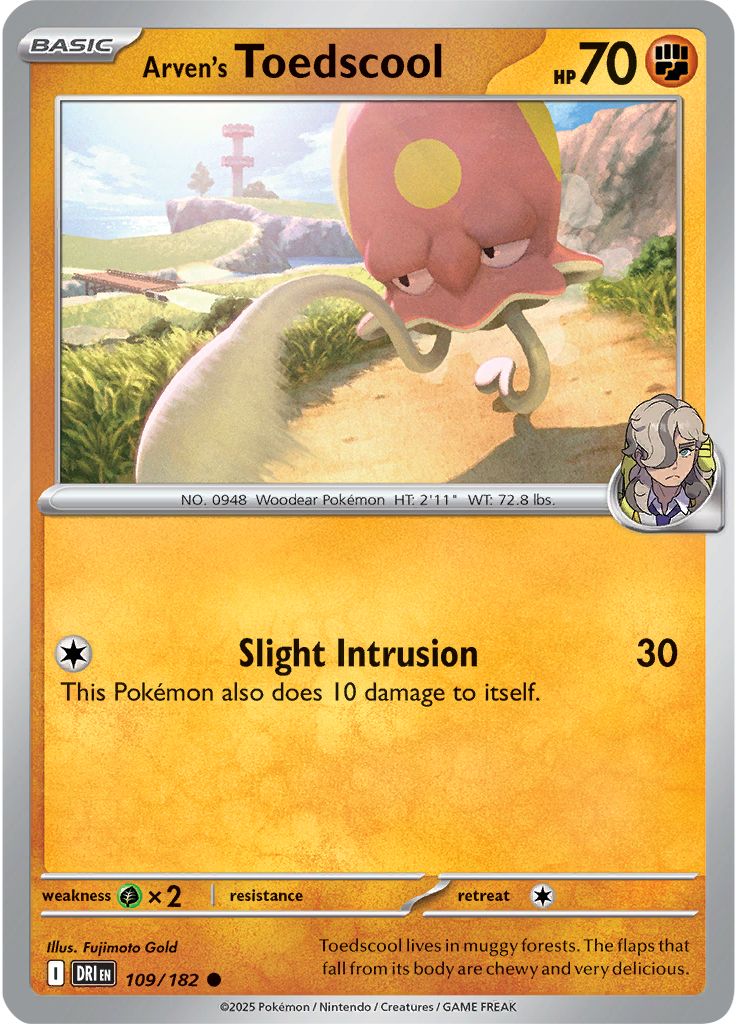 BASIC
Arven's Toedscool HP 70
NO. 0948 Woodear Pokémon HT: 2'11" WT: 72.8 lbs.
Slight Intrusion 30
This Pokémon also does 10 damage to itself.
weakness ×2 resistance retreat
Illus. Fujimoto Gold
I DRI EN 109/182
Toedscool lives in muggy forests. The flaps that
fall from its body are chewy and very delicious.
©2025 Pokémon / Nintendo / Creatures / GAME FREAK